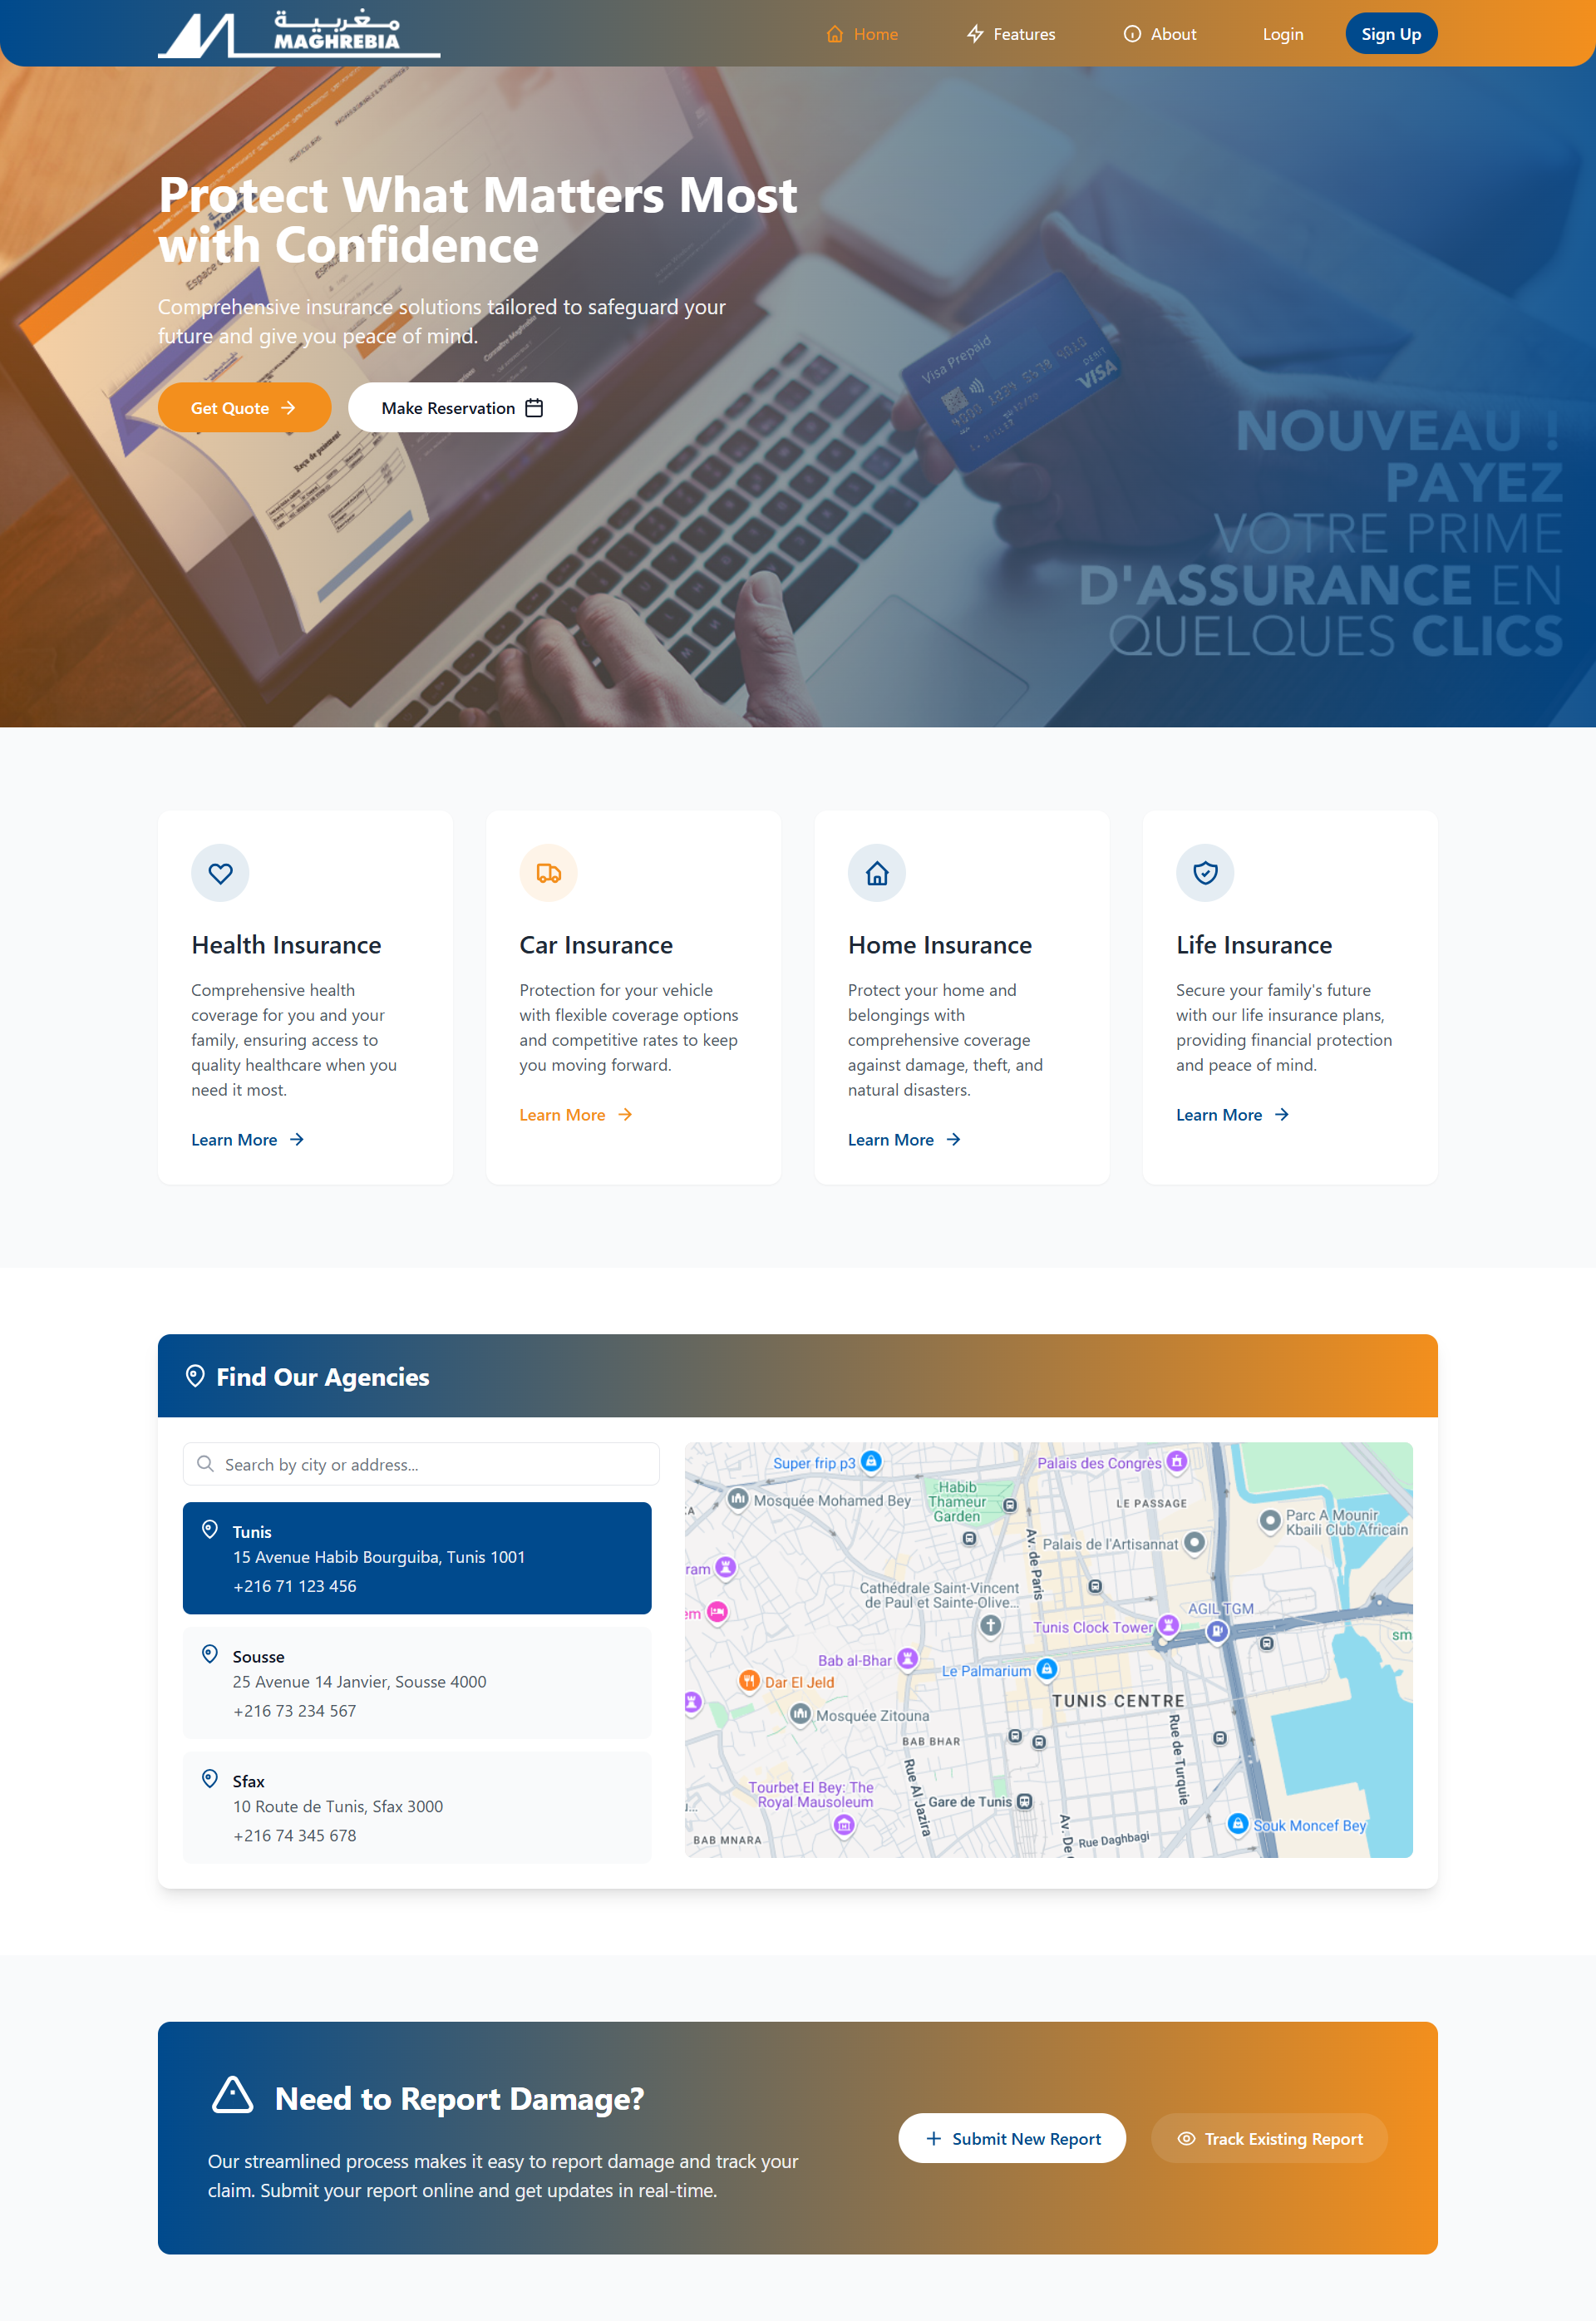 مغربية
MAGHREBIA
Home
Features
About
Login
Sign Up
Protect What Matters Most
with Confidence
Comprehensive insurance solutions tailored to safeguard your
future and give you peace of mind.
Get Quote
Make Reservation
Reçu de paiement
Visa Prepaid
DEBIT
VISA
NOUVEAU !
PAYEZ
VOTRE PRIME
D'ASSURANCE EN
QUELQUES CLICS
Health Insurance
Comprehensive health
coverage for you and your
family, ensuring access to
quality healthcare when you
need it most.
Learn More
Car Insurance
Protection for your vehicle
with flexible coverage options
and competitive rates to keep
you moving forward.
Learn More
Home Insurance
Protect your home and
belongings with
comprehensive coverage
against damage, theft, and
natural disasters.
Learn More
Life Insurance
Secure your family's future
with our life insurance plans,
providing financial protection
and peace of mind.
Learn More
Find Our Agencies
Search by city or address...
Tunis
15 Avenue Habib Bourguiba, Tunis 1001
+216 71 123 456
Sousse
25 Avenue 14 Janvier, Sousse 4000
+216 73 234 567
Sfax
10 Route de Tunis, Sfax 3000
+216 74 345 678
Super frip p3
Palais des Congrès
Mosquée Mohamed Bey
Habib
Thameur
Garden
LE PASSAGE
Parc A Mounir
Kbaili Club Africain
Av. de Paris
Palais de l'Artisannat
ram
Cathédrale Saint-Vincent
de Paul et Sainte-Olive...
em
AGIL TGM
Tunis Clock Tower
sm
Bab al-Bhar
Le Palmarium
Dar El Jeld
TUNIS CENTRE
Mosquée Zitouna
BAB BHAR
Rue de Turquie
Rue Al Jazira
Tourbet El Bey: The
Royal Mausoleum
Gare de Tunis
Av. De
Rue Daghbagi
Souk Moncef Bey
BAB MNARA
Need to Report Damage?
Our streamlined process makes it easy to report damage and track your
claim. Submit your report online and get updates in real-time.
Submit New Report
Track Existing Report